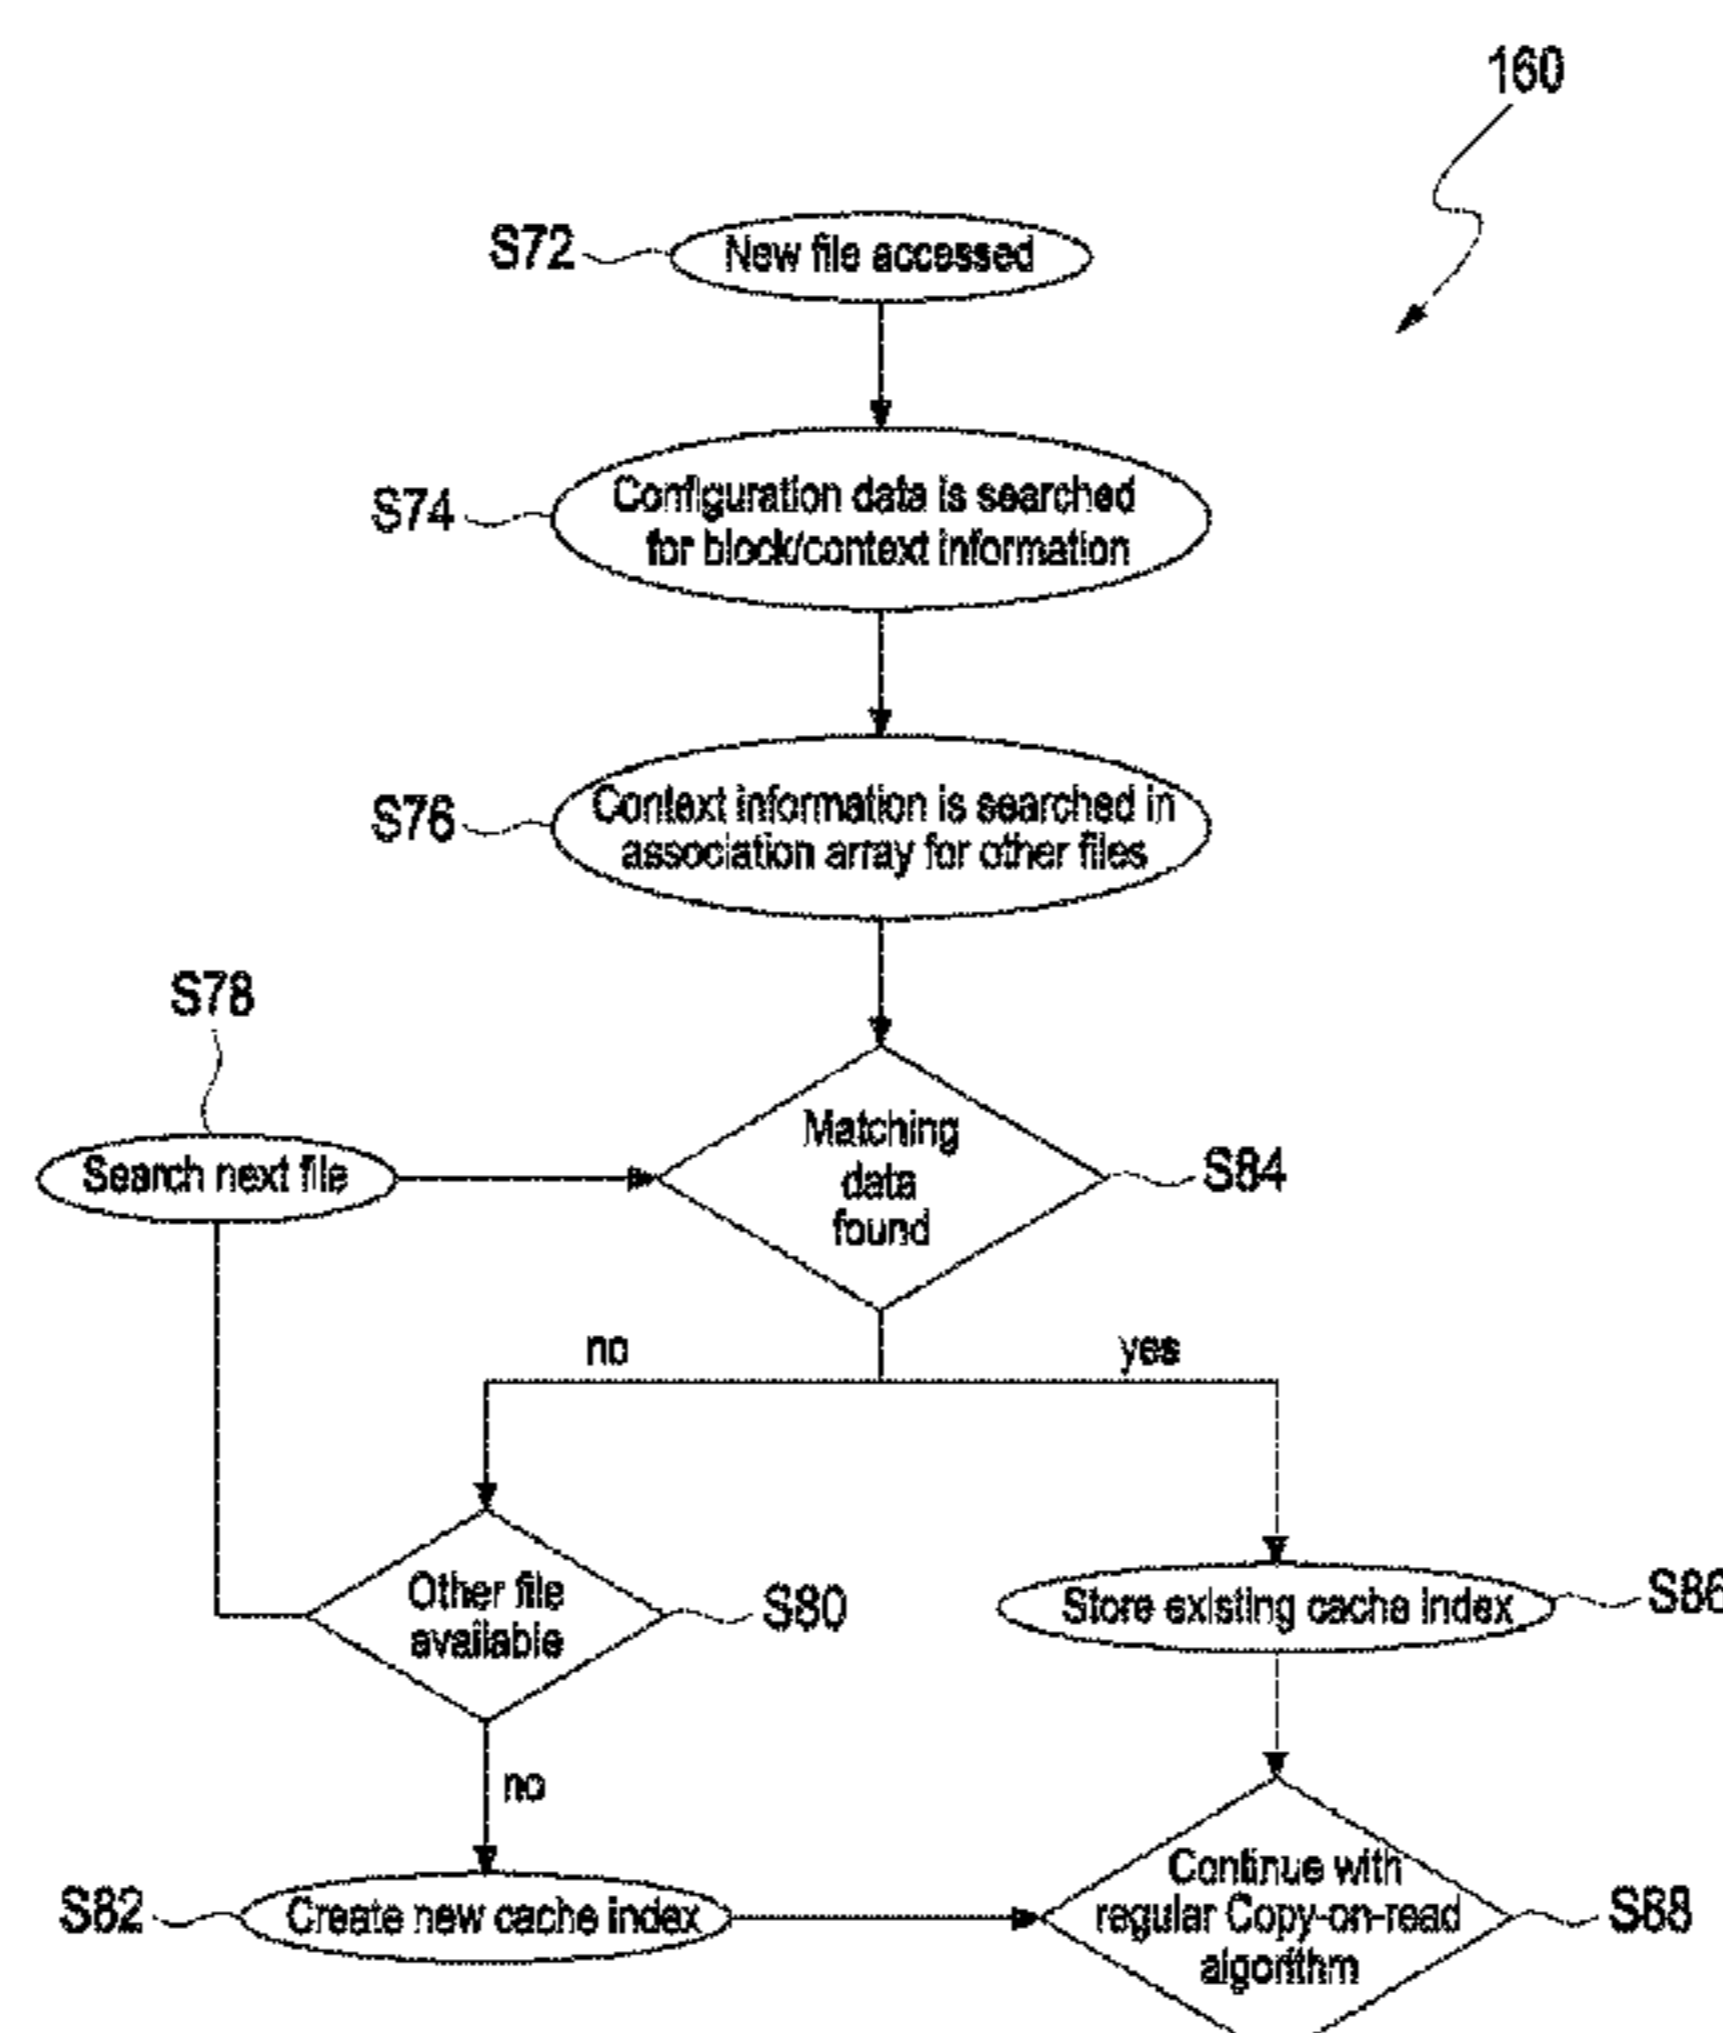 160
S72
New file accessed
S74
Configuration data is searched
for block/context information
S76
Context information is searched in
association array for other files
S78
Search next file
Matching
data
found
S84
no
yes
Other file
available
S80
Store existing cache index
S86
no
S82
Create new cache index
Continue with
regular Copy-on-read
algorithm
S88